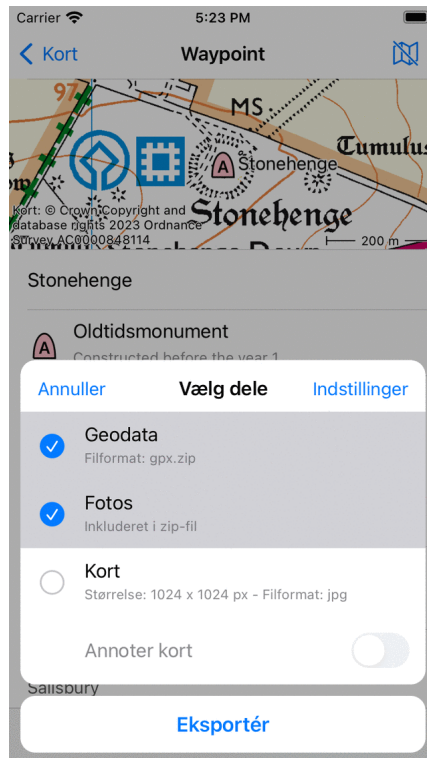 Carrier 5:23 PM
Kort Waypoint
97
MS.
Tumulu
A Stonehenge
Stonehenge
Kort: © Crown Copyright and
database rights 2023 Ordnance
Survey AC0000848114
200 m
Stonehenge
A Oldtidsmonument
Constructed before the year 1
Annuller Vælg dele Indstillinger
Geodata
Filformat: gpx.zip
Fotos
Inkluderet i zip-fil
Kort
Størrelse: 1024 x 1024 px - Filformat: jpg
Annoter kort
Salisbury
Eksportér